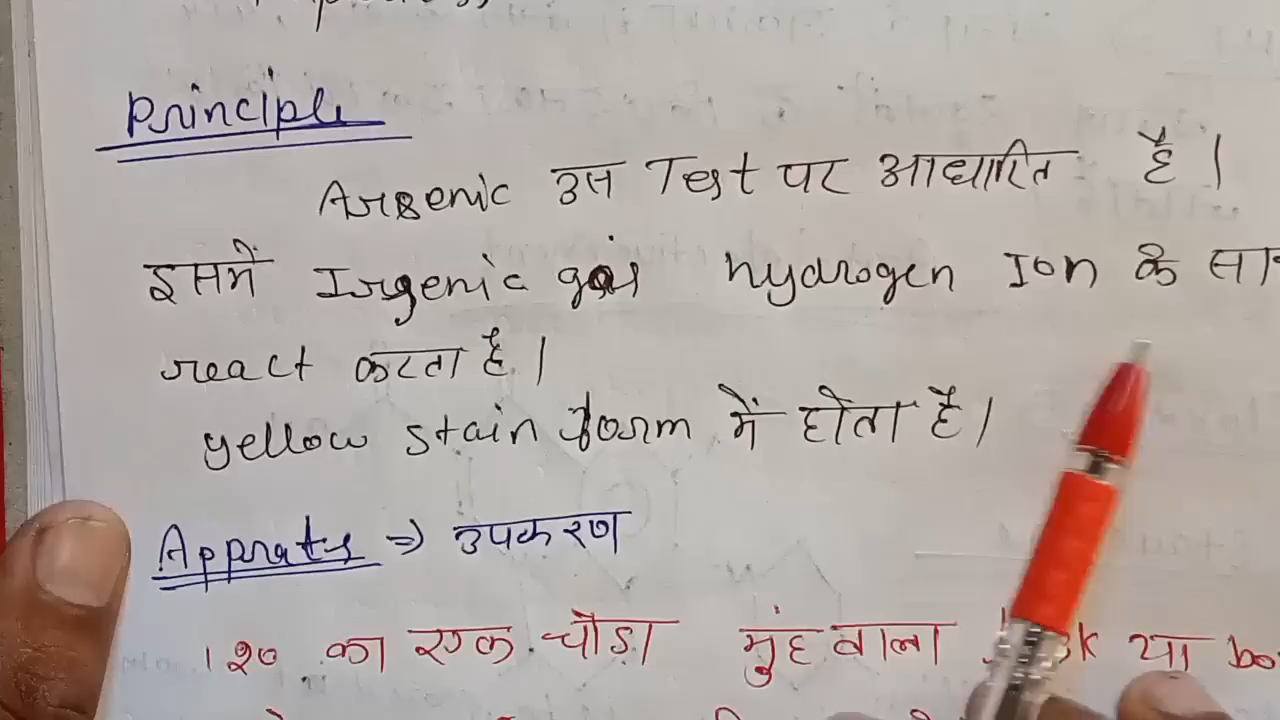 Principle
Arsenic उस Test पर आधारित है।
इसमें Irgenic gas hydrogen Ion के
react करता है।
yellow stain form में होता है।
Apprats ⇒ उपकरण
120 का एक चौड़ा मुंह वाला या